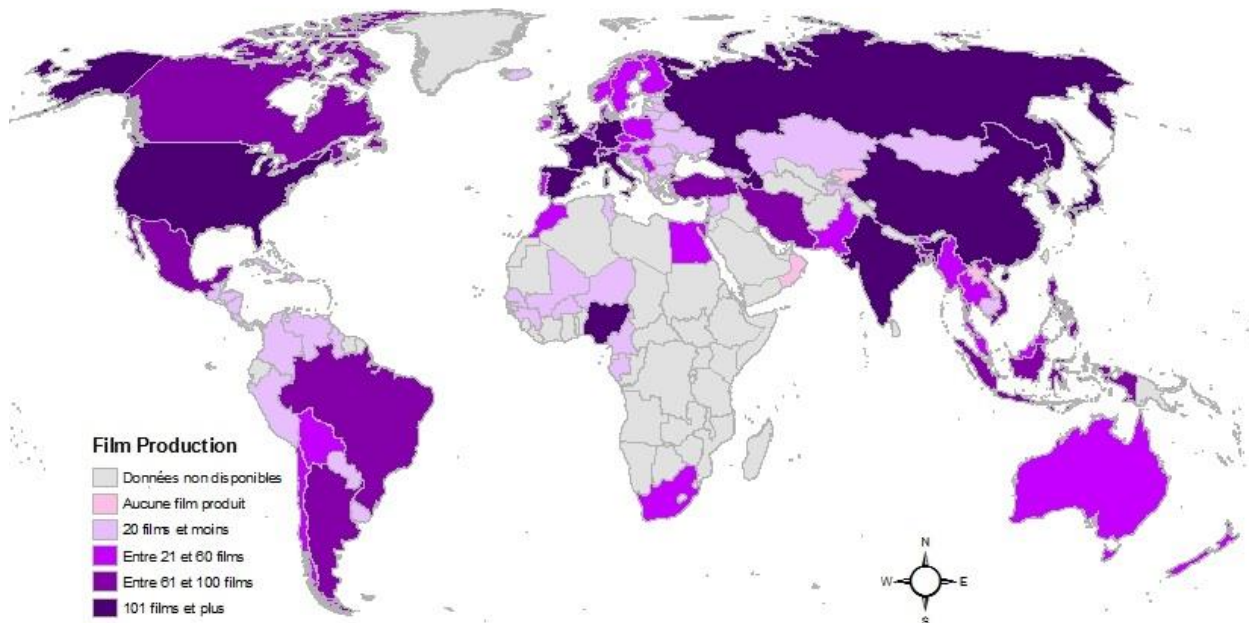 Film Production
Données non disponibles
Aucune film produit
20 films et moins
Entre 21 et 60 films
Entre 61 et 100 films
101 films et plus
N
W E
S